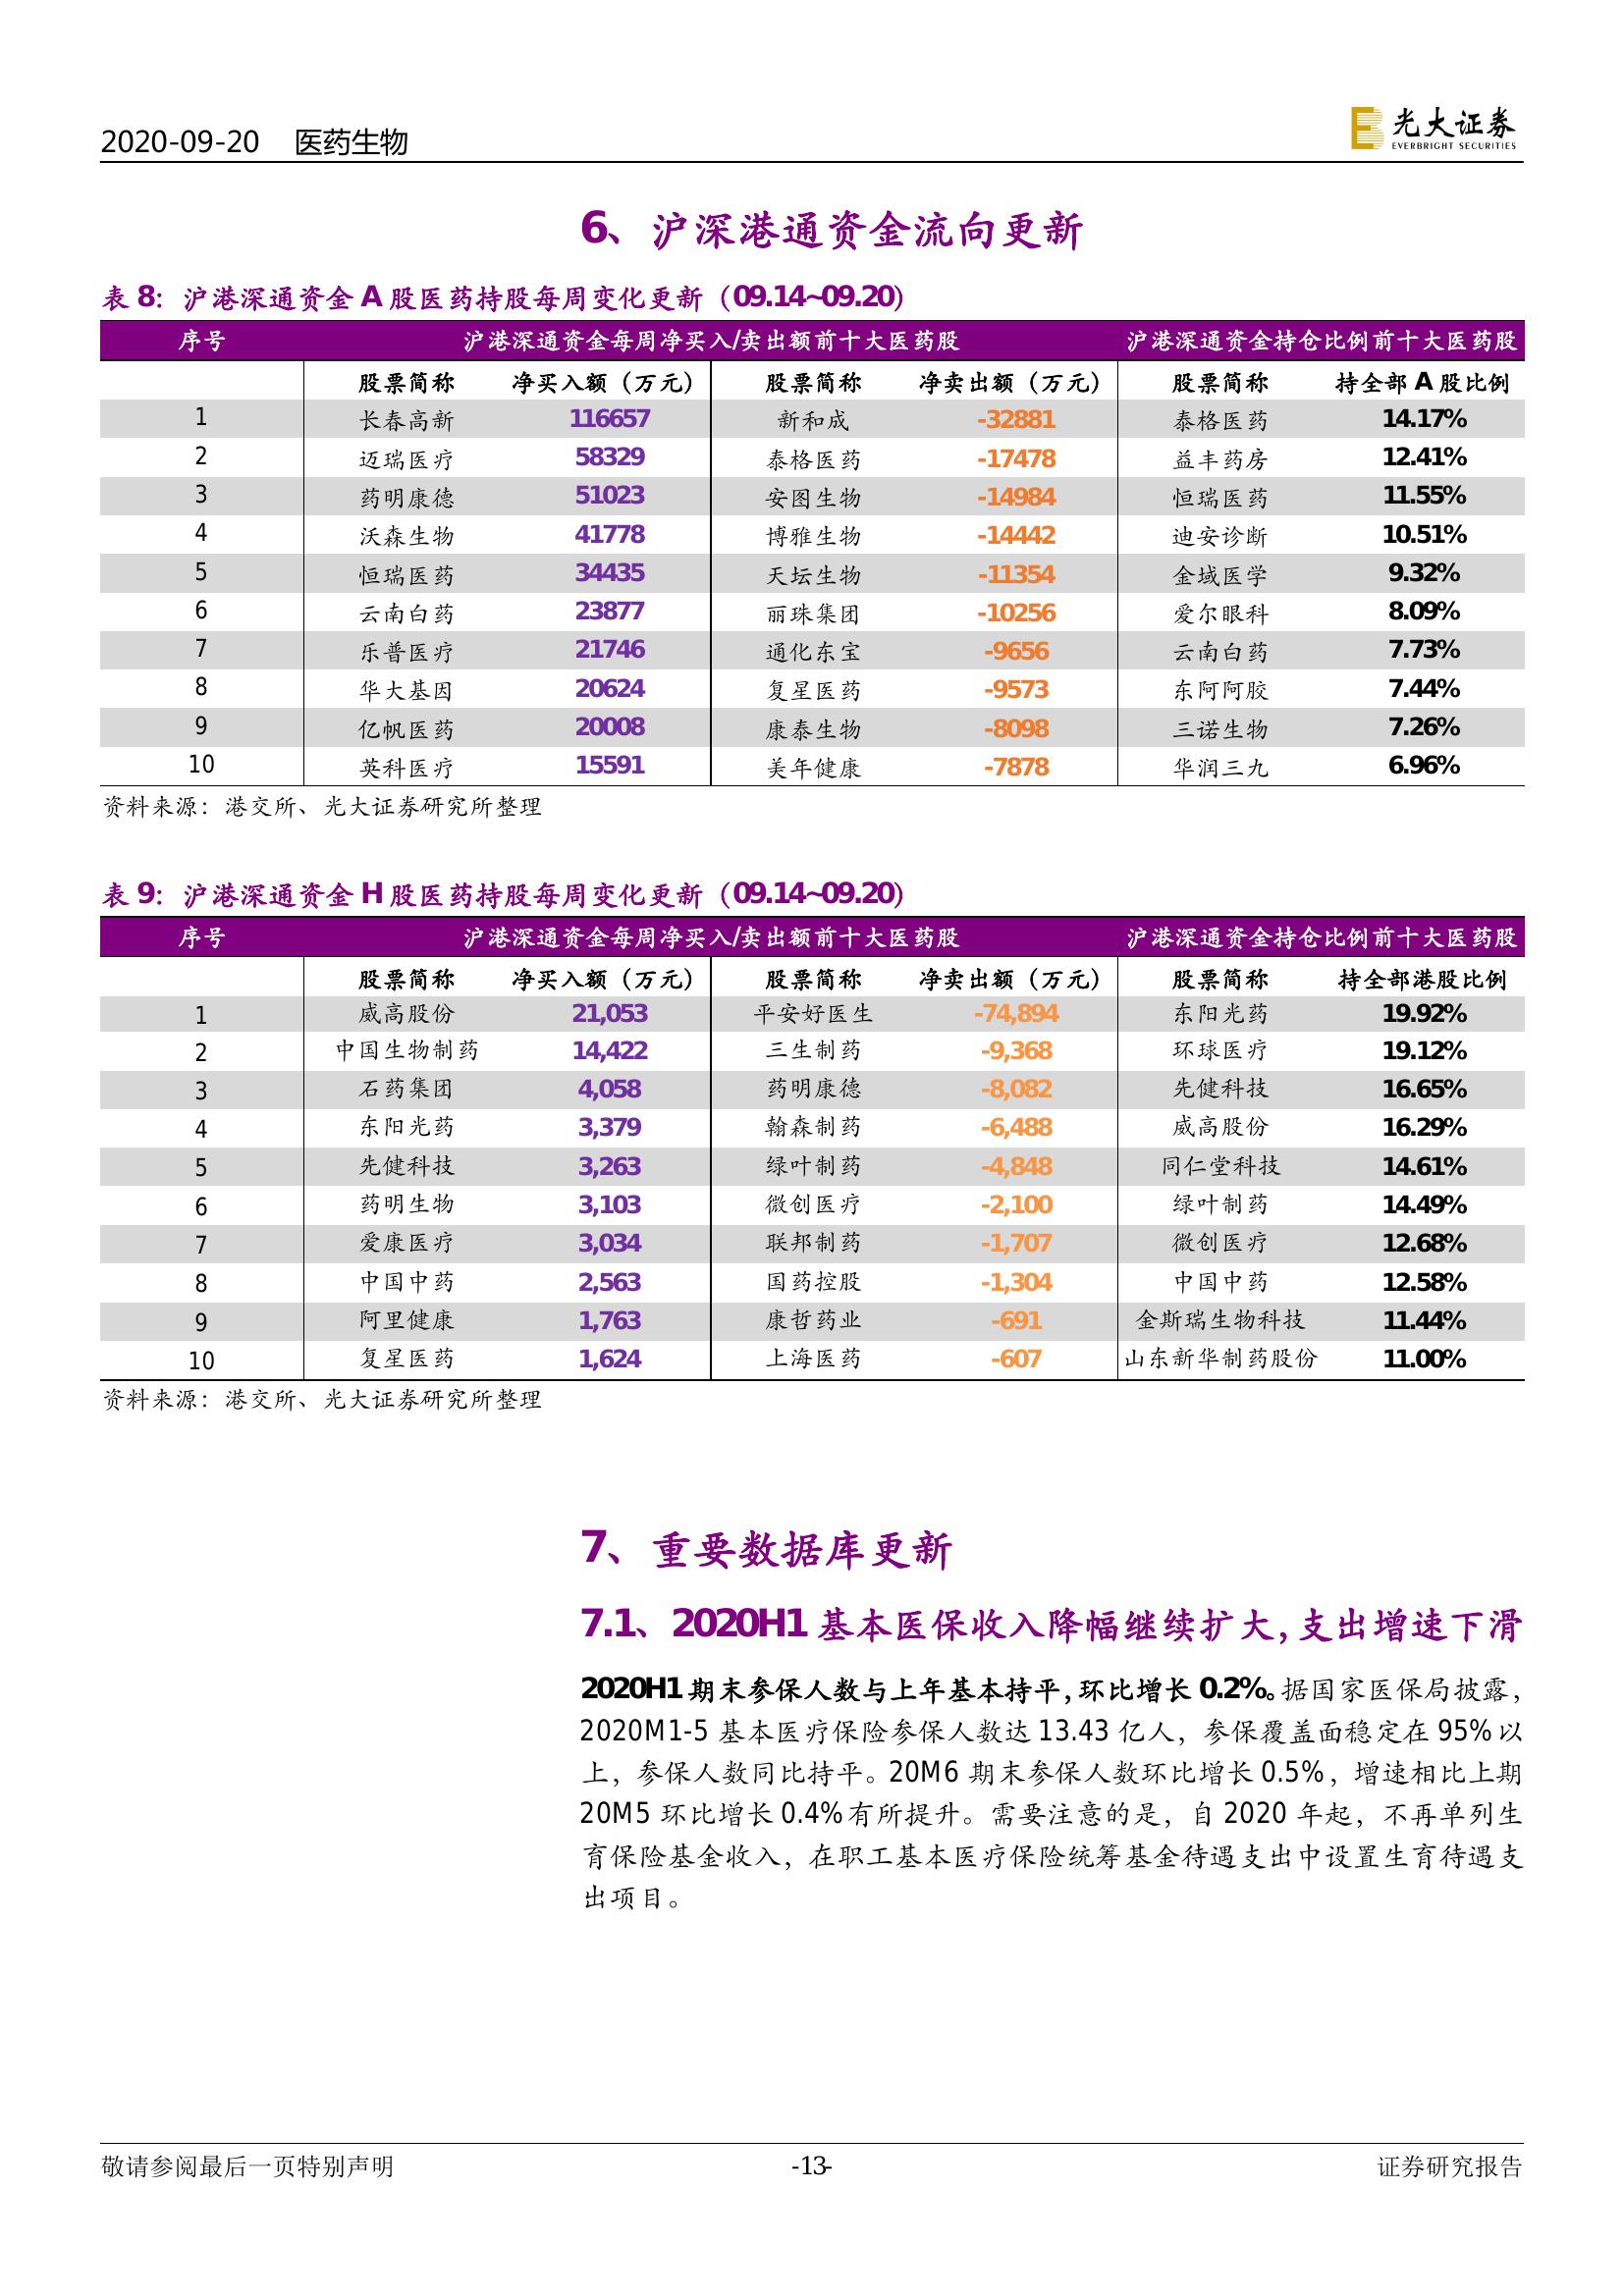 2020-09-20 医药生物
光大证券
EVERBRIGHT SECURITIES
6、沪深港通资金流向更新
表 8：沪港深通资金 A 股医药持股每周变化更新（09.14~09.20）
序号 沪港深通资金每周净买入/卖出额前十大医药股 沪港深通资金持仓比例前十大医药股
股票简称 净买入额（万元） 股票简称 净卖出额（万元） 股票简称 持全部 A 股比例
1 长春高新 116657 新和成 -32881 泰格医药 14.17%
2 迈瑞医疗 58329 泰格医药 -17478 益丰药房 12.41%
3 药明康德 51023 安图生物 -14984 恒瑞医药 11.55%
4 沃森生物 41778 博雅生物 -14442 迪安诊断 10.51%
5 恒瑞医药 34435 天坛生物 -11354 金域医学 9.32%
6 云南白药 23877 丽珠集团 -10256 爱尔眼科 8.09%
7 乐普医疗 21746 通化东宝 -9656 云南白药 7.73%
8 华大基因 20624 复星医药 -9573 东阿阿胶 7.44%
9 亿帆医药 20008 康泰生物 -8098 三诺生物 7.26%
10 英科医疗 15591 美年健康 -7878 华润三九 6.96%
资料来源：港交所、光大证券研究所整理
表 9：沪港深通资金 H 股医药持股每周变化更新（09.14~09.20）
序号 沪港深通资金每周净买入/卖出额前十大医药股 沪港深通资金持仓比例前十大医药股
股票简称 净买入额（万元） 股票简称 净卖出额（万元） 股票简称 持全部港股比例
1 威高股份 21,053 平安好医生 -74,894 东阳光药 19.92%
2 中国生物制药 14,422 三生制药 -9,368 环球医疗 19.12%
3 石药集团 4,058 药明康德 -8,082 先健科技 16.65%
4 东阳光药 3,379 翰森制药 -6,488 威高股份 16.29%
5 先健科技 3,263 绿叶制药 -4,848 同仁堂科技 14.61%
6 药明生物 3,103 微创医疗 -2,100 绿叶制药 14.49%
7 爱康医疗 3,034 联邦制药 -1,707 微创医疗 12.68%
8 中国中药 2,563 国药控股 -1,304 中国中药 12.58%
9 阿里健康 1,763 康哲药业 -691 金斯瑞生物科技 11.44%
10 复星医药 1,624 上海医药 -607 山东新华制药股份 11.00%
资料来源：港交所、光大证券研究所整理
7、重要数据库更新
7.1、2020H1 基本医保收入降幅继续扩大，支出增速下滑
2020H1 期末参保人数与上年基本持平，环比增长 0.2%。据国家医保局披露，
2020M1-5 基本医疗保险参保人数达 13.43 亿人，参保覆盖面稳定在 95%以
上，参保人数同比持平。20M6 期末参保人数环比增长 0.5%，增速相比上期
20M5 环比增长 0.4%有所提升。需要注意的是，自 2020 年起，不再单列生
育保险基金收入，在职工基本医疗保险统筹基金待遇支出中设置生育待遇支
出项目。
敬请参阅最后一页特别声明 -13- 证券研究报告